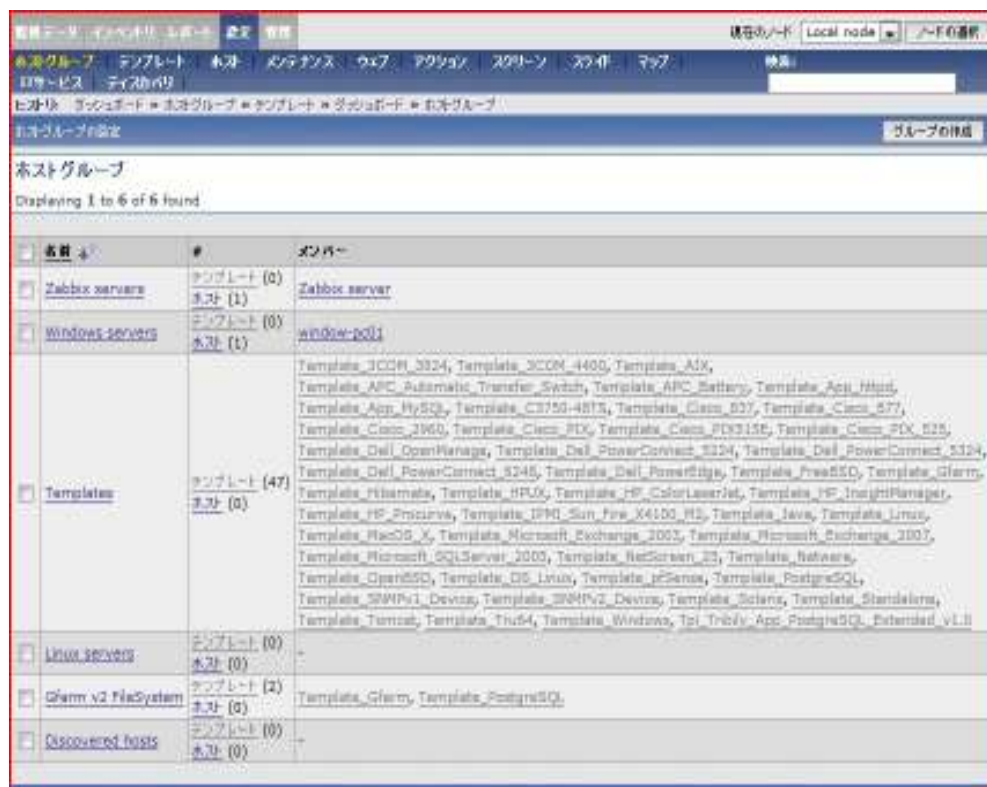 監視データ インベントリ レポート 設定 管理
現在のノード Local node ノードの選択
ホストグループ テンプレート ホスト メンテナンス ウェブ アクション スクリーン スライド マップ 検索:
ITサービス ディスカバリ
ヒストリ: ダッシュボード » ホストグループ » テンプレート » ダッシュボード » ホストグループ
ホストグループの設定 グループの作成
ホストグループ
Displaying 1 to 6 of 6 found
名前 # メンバー
Zabbix servers テンプレート (0) ホスト (1) Zabbix server
Windows servers テンプレート (0) ホスト (1) window-pol1
Templates テンプレート (47) ホスト (0)
Template_3COM_3824, Template_3COM_4400, Template_AIX,
Template_APC_Automatic_Transfer_Switch, Template_APC_Battery, Template_App_httpd,
Template_App_MySQL, Template_C3750-48TS, Template_Cisco_837, Template_Cisco_877,
Template_Cisco_2960, Template_Cisco_PIX, Template_Cisco_PIX515E, Template_Cisco_PIX_525,
Template_Dell_OpenManage, Template_Dell_PowerConnect_5224, Template_Dell_PowerConnect_5324,
Template_Dell_PowerConnect_6248, Template_Dell_PowerEdge, Template_FreeBSD, Template_Gfarm,
Template_Hibernate, Template_HPUX, Template_HP_ColorLaserJet, Template_HP_InsightManager,
Template_HP_Procurve, Template_IPMI_Sun_Fire_X4100_M2, Template_Java, Template_Linux,
Template_MacOS_X, Template_Microsoft_Exchange_2003, Template_Microsoft_Exchange_2007,
Template_Microsoft_SQLServer_2005, Template_NetScreen_25, Template_Netware,
Template_OpenBSD, Template_OS_Linux, Template_pfSense, Template_PostgreSQL,
Template_SNMPv1_Device, Template_SNMPv2_Device, Template_Solaris, Template_Standalone,
Template_Tomcat, Template_Tru64, Template_Windows, Tpl_Tribily_App_PostgreSQL_Extended_v1.0
Linux servers テンプレート (0) ホスト (0) -
Gfarm v2 FileSystem テンプレート (2) ホスト (0) Template_Gfarm, Template_PostgreSQL
Discovered hosts テンプレート (0) ホスト (0) -